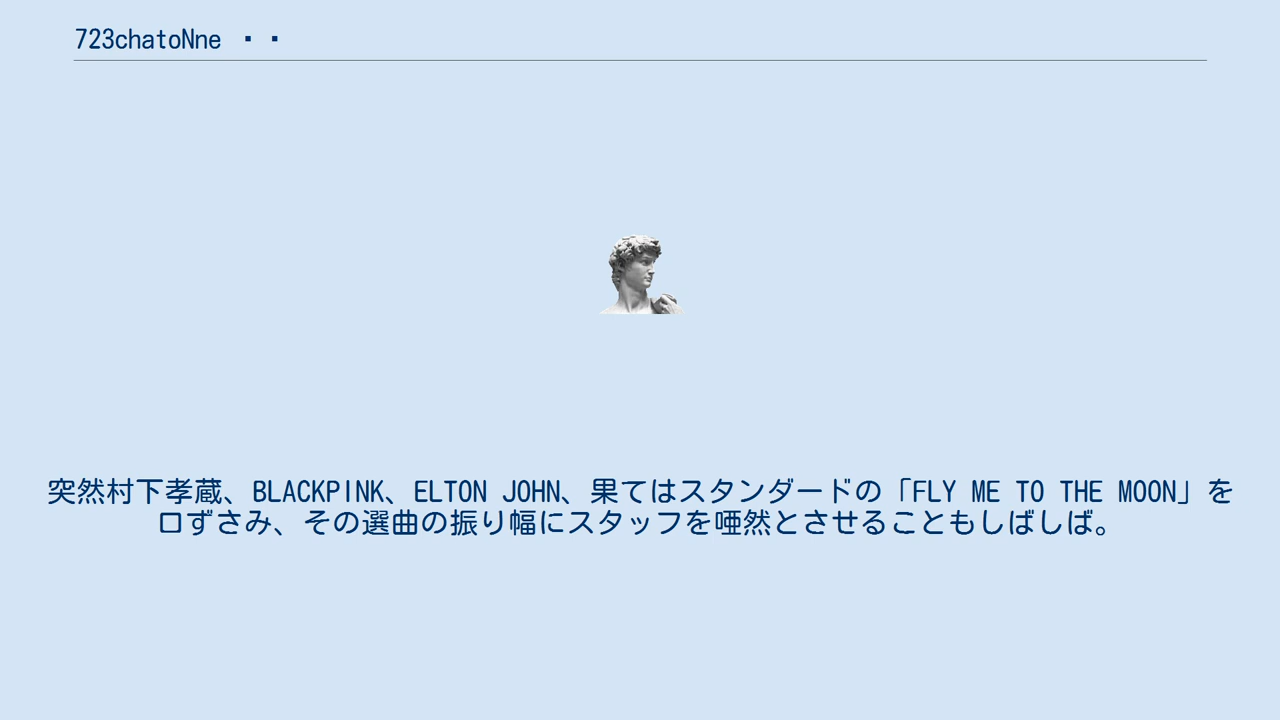 723chatoNne ▪ ▪
突然村下孝蔵、BLACKPINK、ELTON JOHN、果てはスタンダードの「FLY ME TO THE MOON」を
口ずさみ、その選曲の振り幅にスタッフを唖然とさせることもしばしば。